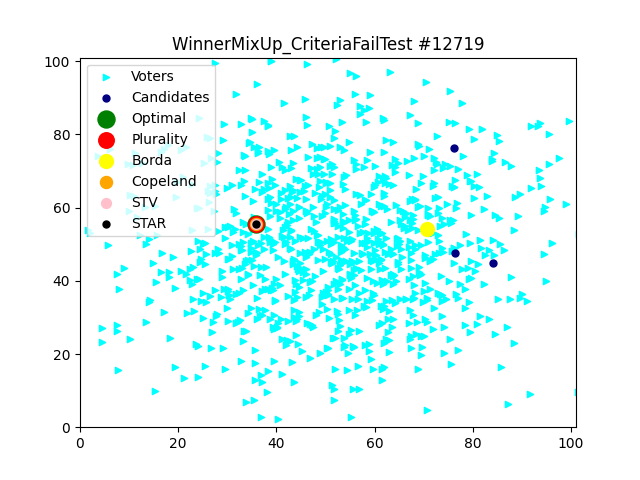 WinnerMixUp_CriteriaFailTest #12719
100
80
60
40
20
0
0
20
40
60
80
100
Voters
Candidates
Optimal
Plurality
Borda
Copeland
STV
STAR